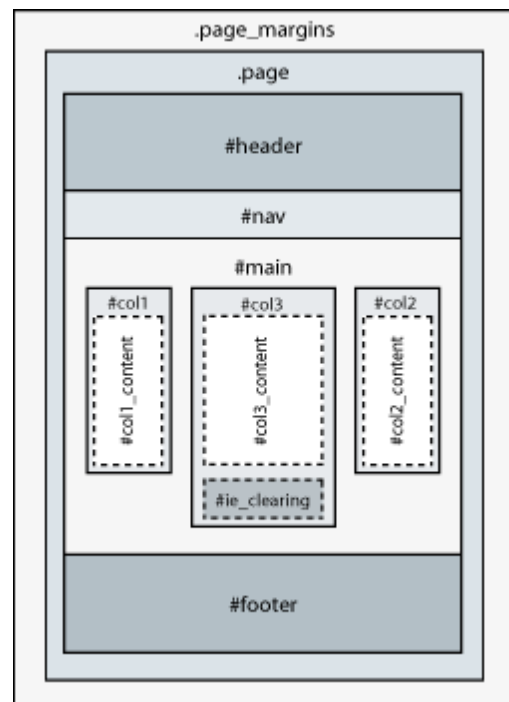 .page_margins
.page
#header
#nav
#main
#col1
#col1_content
#col3
#col3_content
#ie_clearing
#col2
#col2_content
#footer